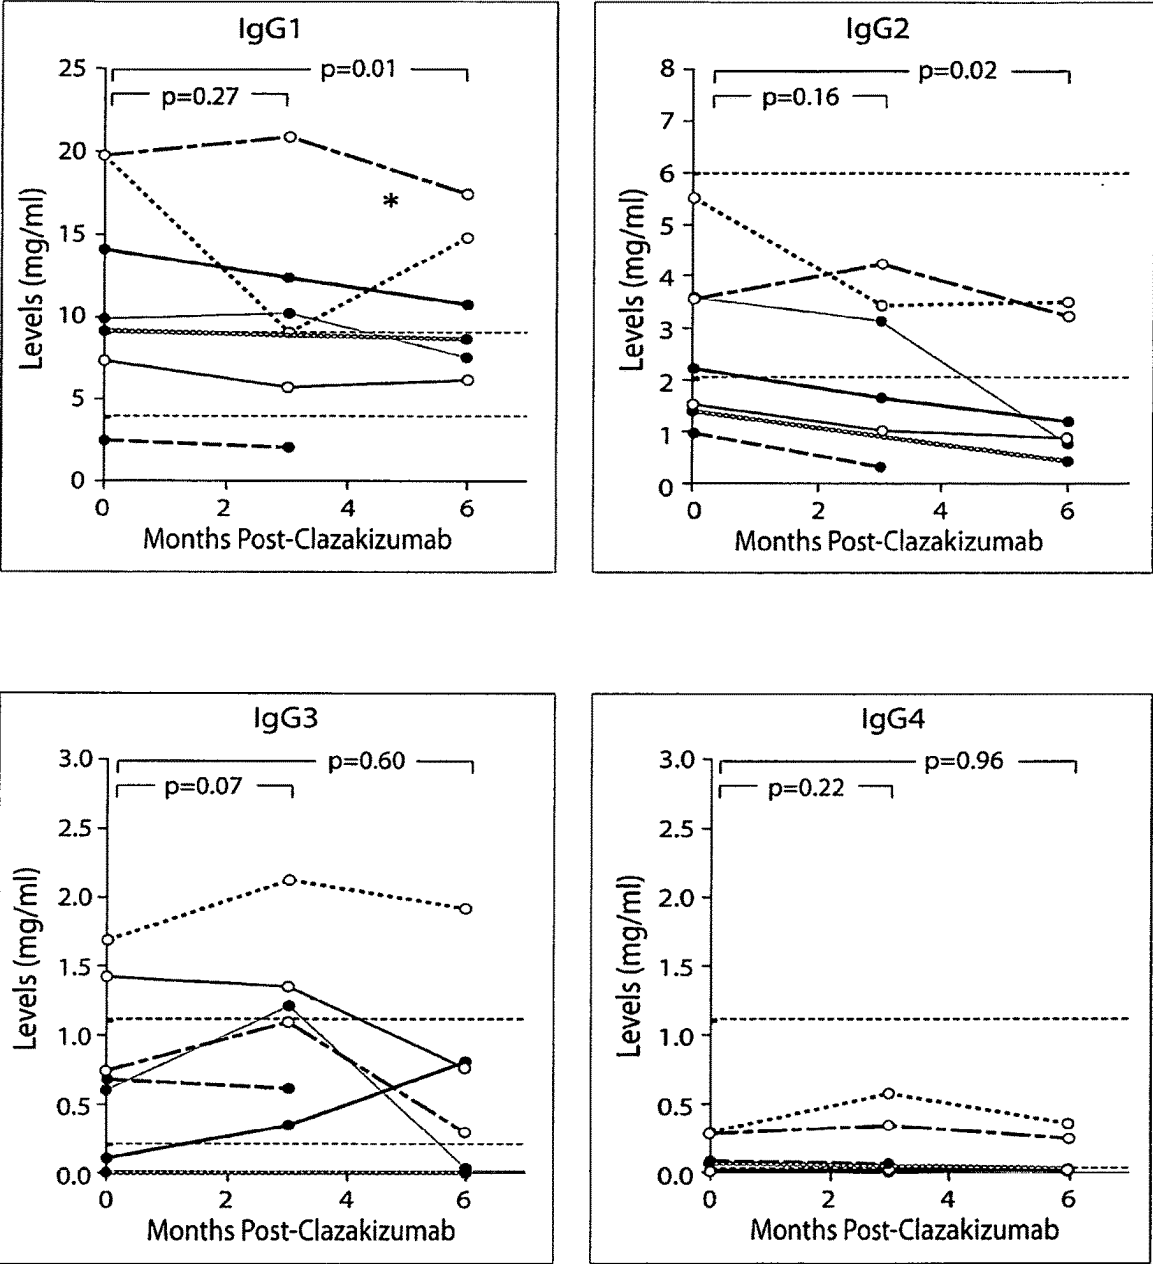 IgG1
25
p=0.01
p=0.27
20
*
15
10
5
0
0 2 4 6
Levels (mg/ml)
Months Post-Clazakizumab
IgG2
8
p=0.02
p=0.16
7
6
5
4
3
2
1
0
0 2 4 6
Levels (mg/ml)
Months Post-Clazakizumab
IgG3
3.0
p=0.60
p=0.07
2.5
2.0
1.5
1.0
0.5
0.0
0 2 4 6
Levels (mg/ml)
Months Post-Clazakizumab
IgG4
3.0
p=0.96
p=0.22
2.5
2.0
1.5
1.0
0.5
0.0
0 2 4 6
Levels (mg/ml)
Months Post-Clazakizumab